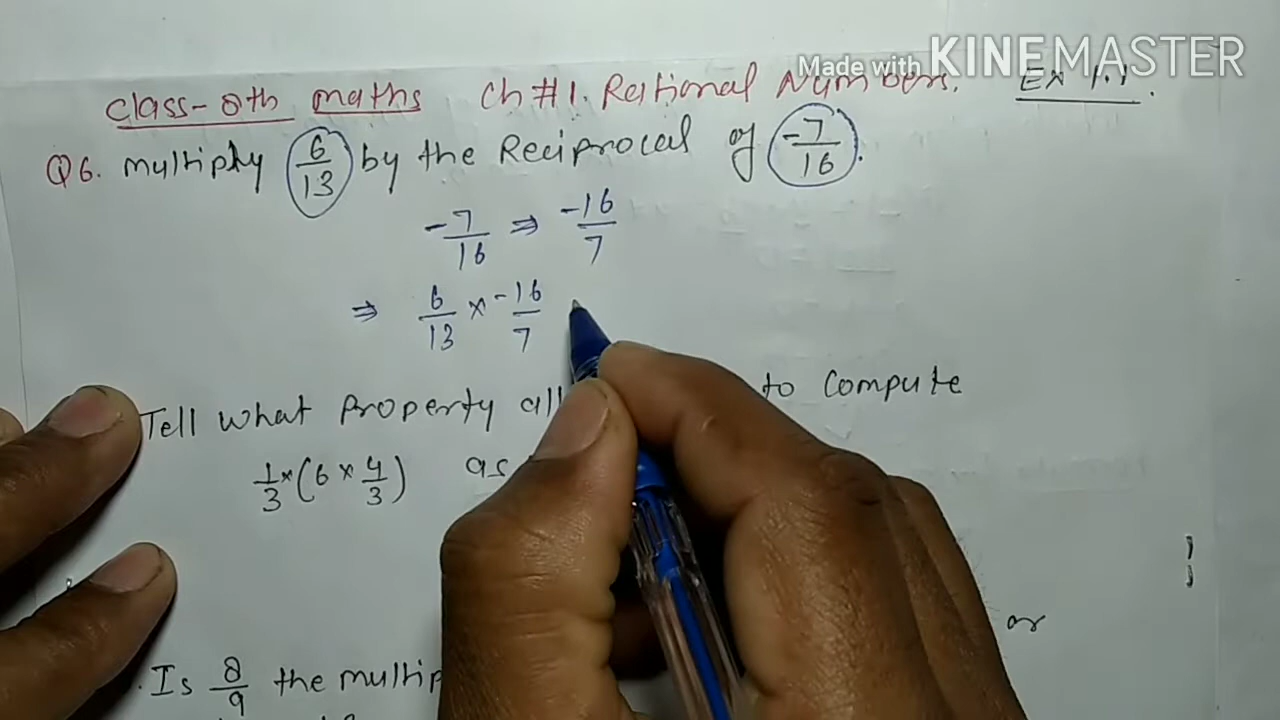 Made with KINEMASTER
Class-8th maths Ch#1. Rational Numbers. Ex 1.1.
Q6. Multiply 6/13 by the Reciprocal of -7/16.
-7/16 ⇒ -16/7
⇒ 6/13 × -16/7
Tell what Property all to Compute
1/3 × (6 × 4/3) as
or
Is 8/9 the multip